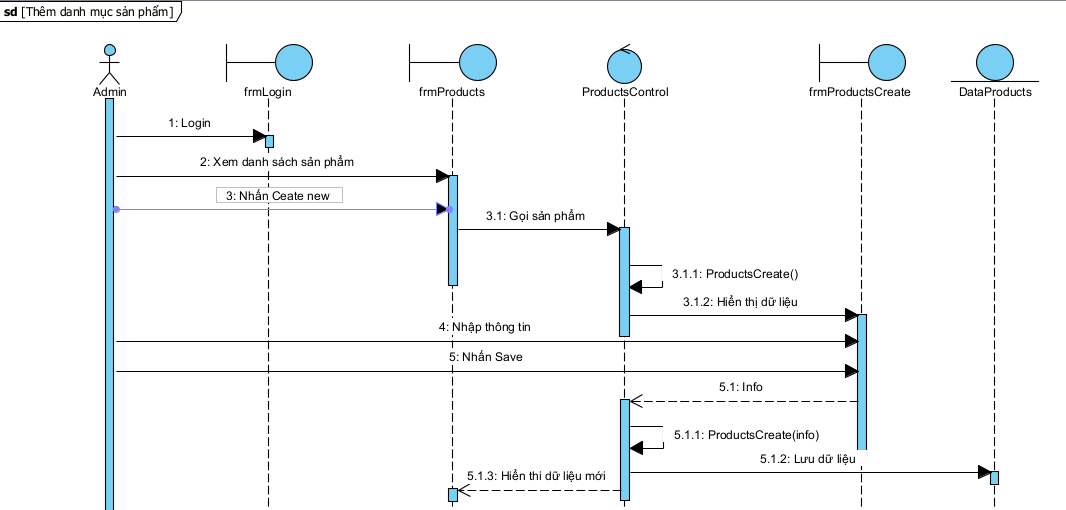 sd [Thêm danh mục sản phẩm]
Admin
frmLogin
frmProducts
ProductsControl
frmProductsCreate
DataProducts
1: Login
2: Xem danh sách sản phẩm
3: Nhấn Ceate new
3.1: Gọi sản phẩm
3.1.1: ProductsCreate()
3.1.2: Hiển thị dữ liệu
4: Nhập thông tin
5: Nhấn Save
5.1: Info
5.1.1: ProductsCreate(info)
5.1.2: Lưu dữ liệu
5.1.3: Hiển thi dữ liệu mới